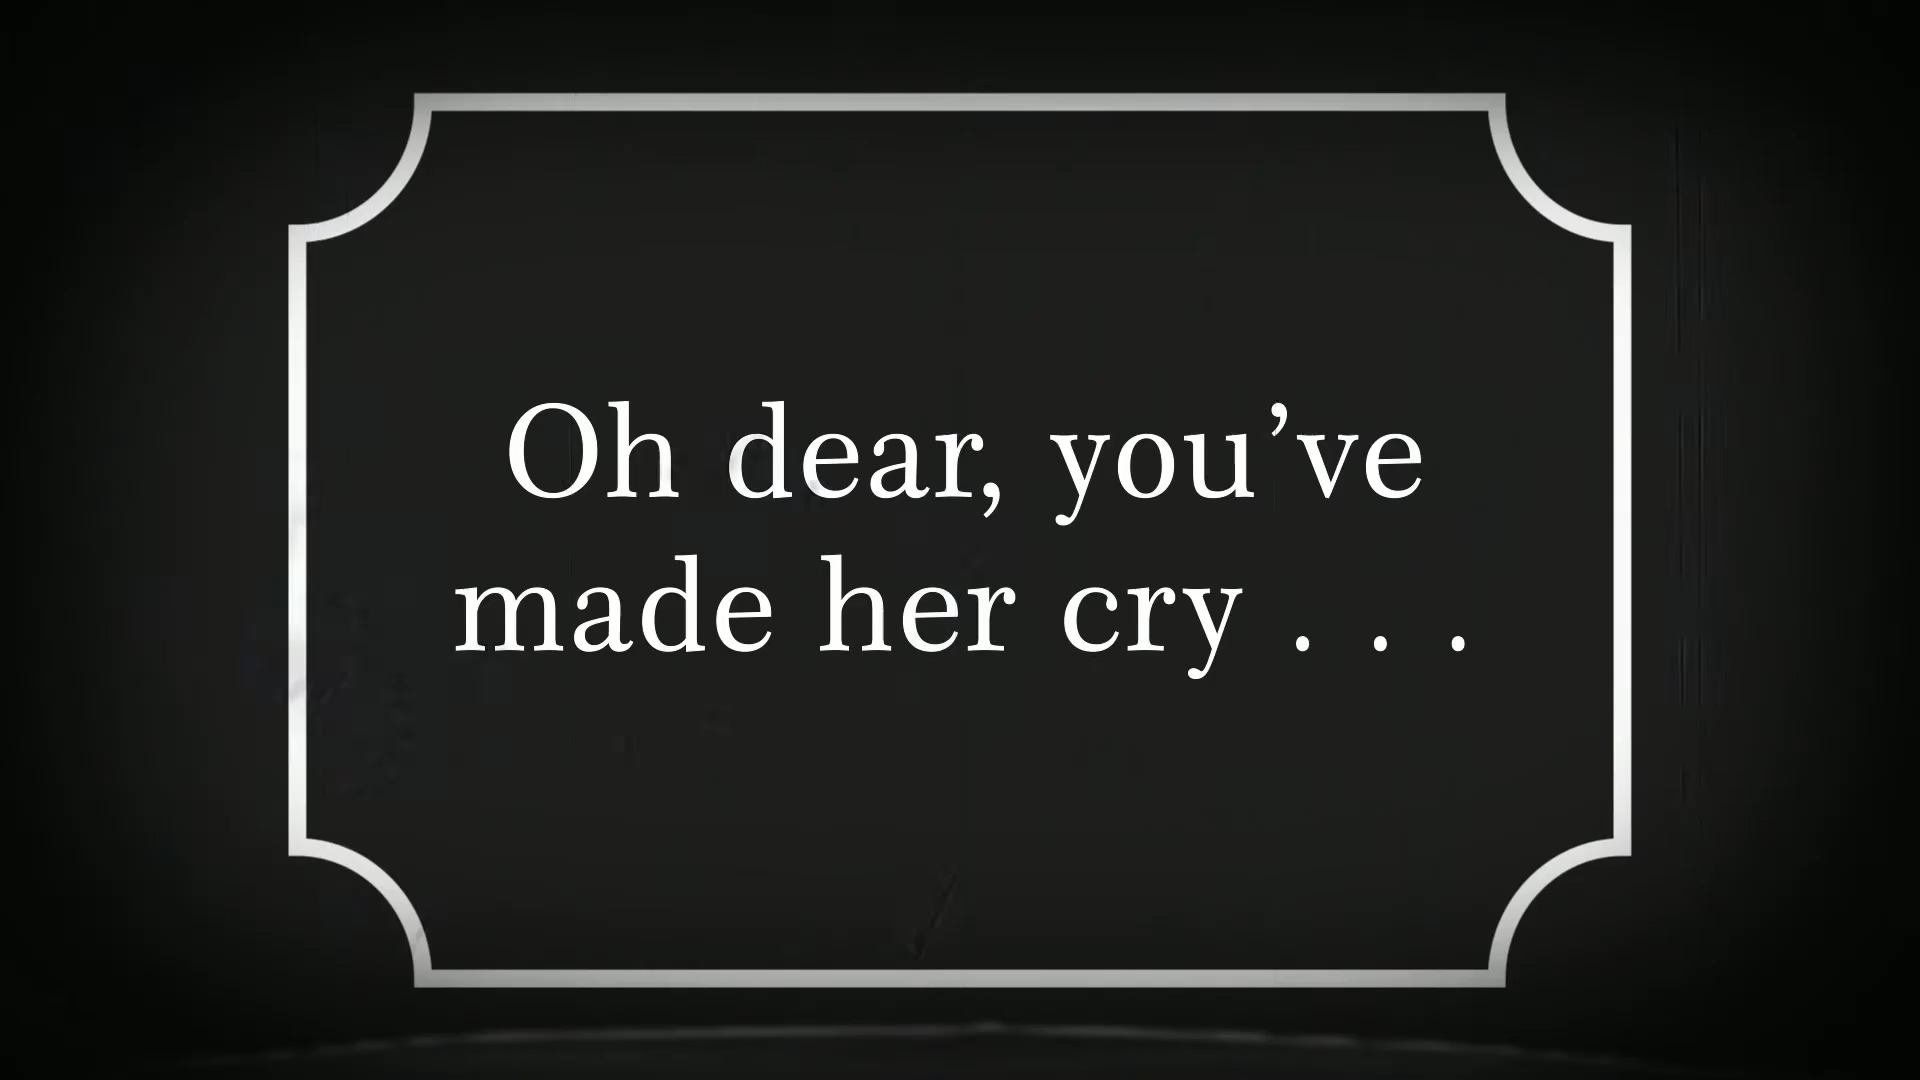 Oh dear, you’ve
made her cry . . .